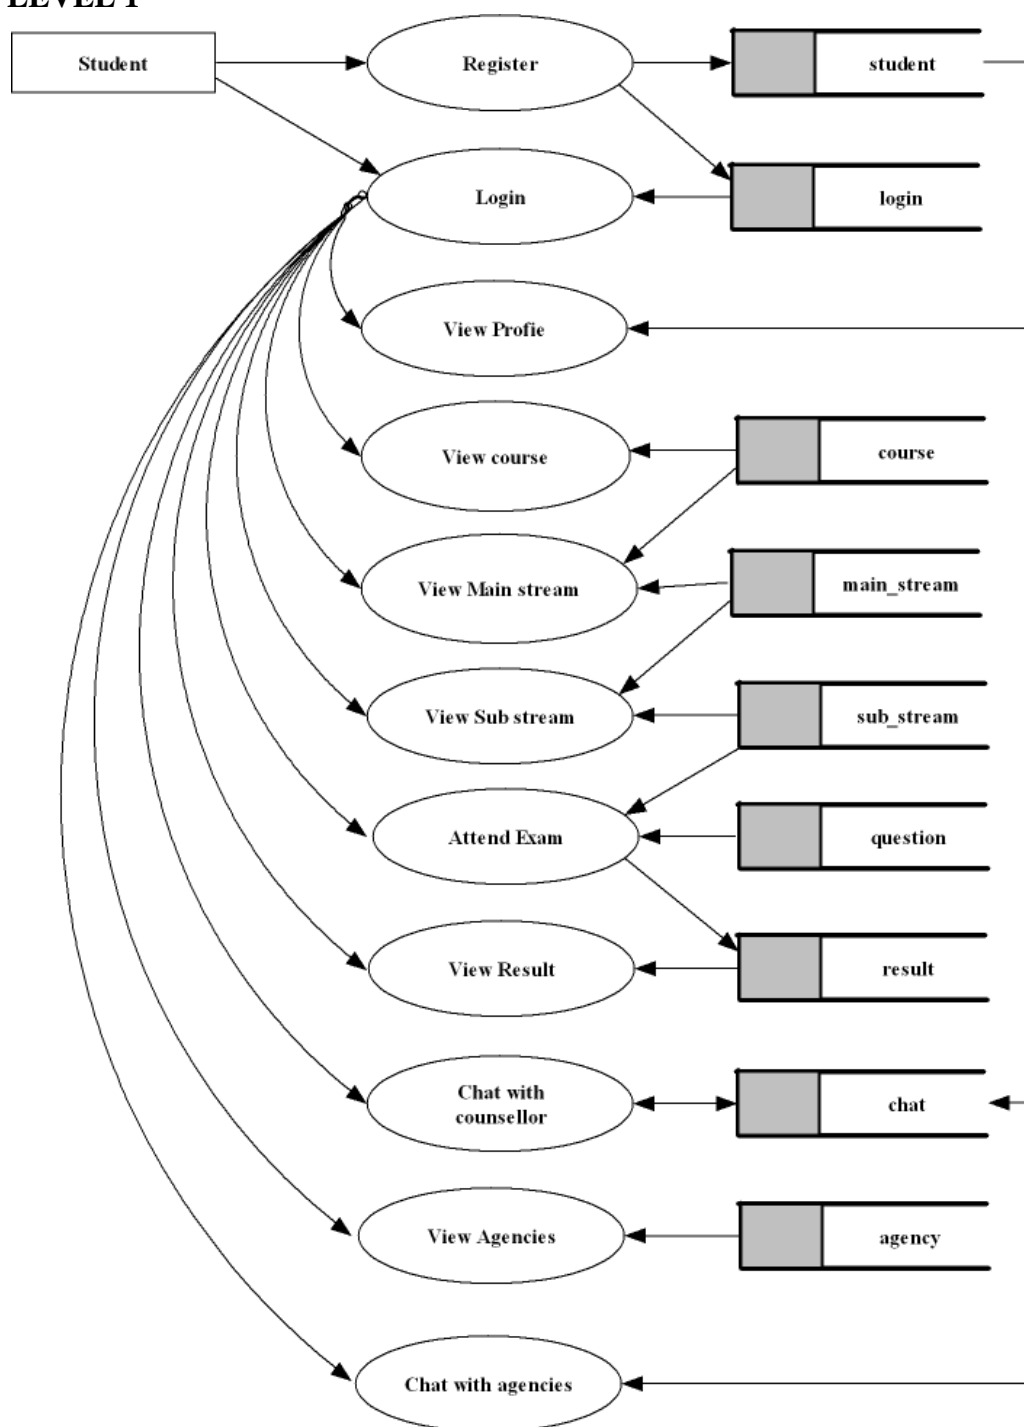 LEVEL 1
Student
Register
student
Login
login
View Profie
View course
course
View Main stream
main_stream
View Sub stream
sub_stream
Attend Exam
question
View Result
result
Chat with
counsellor
chat
View Agencies
agency
Chat with agencies